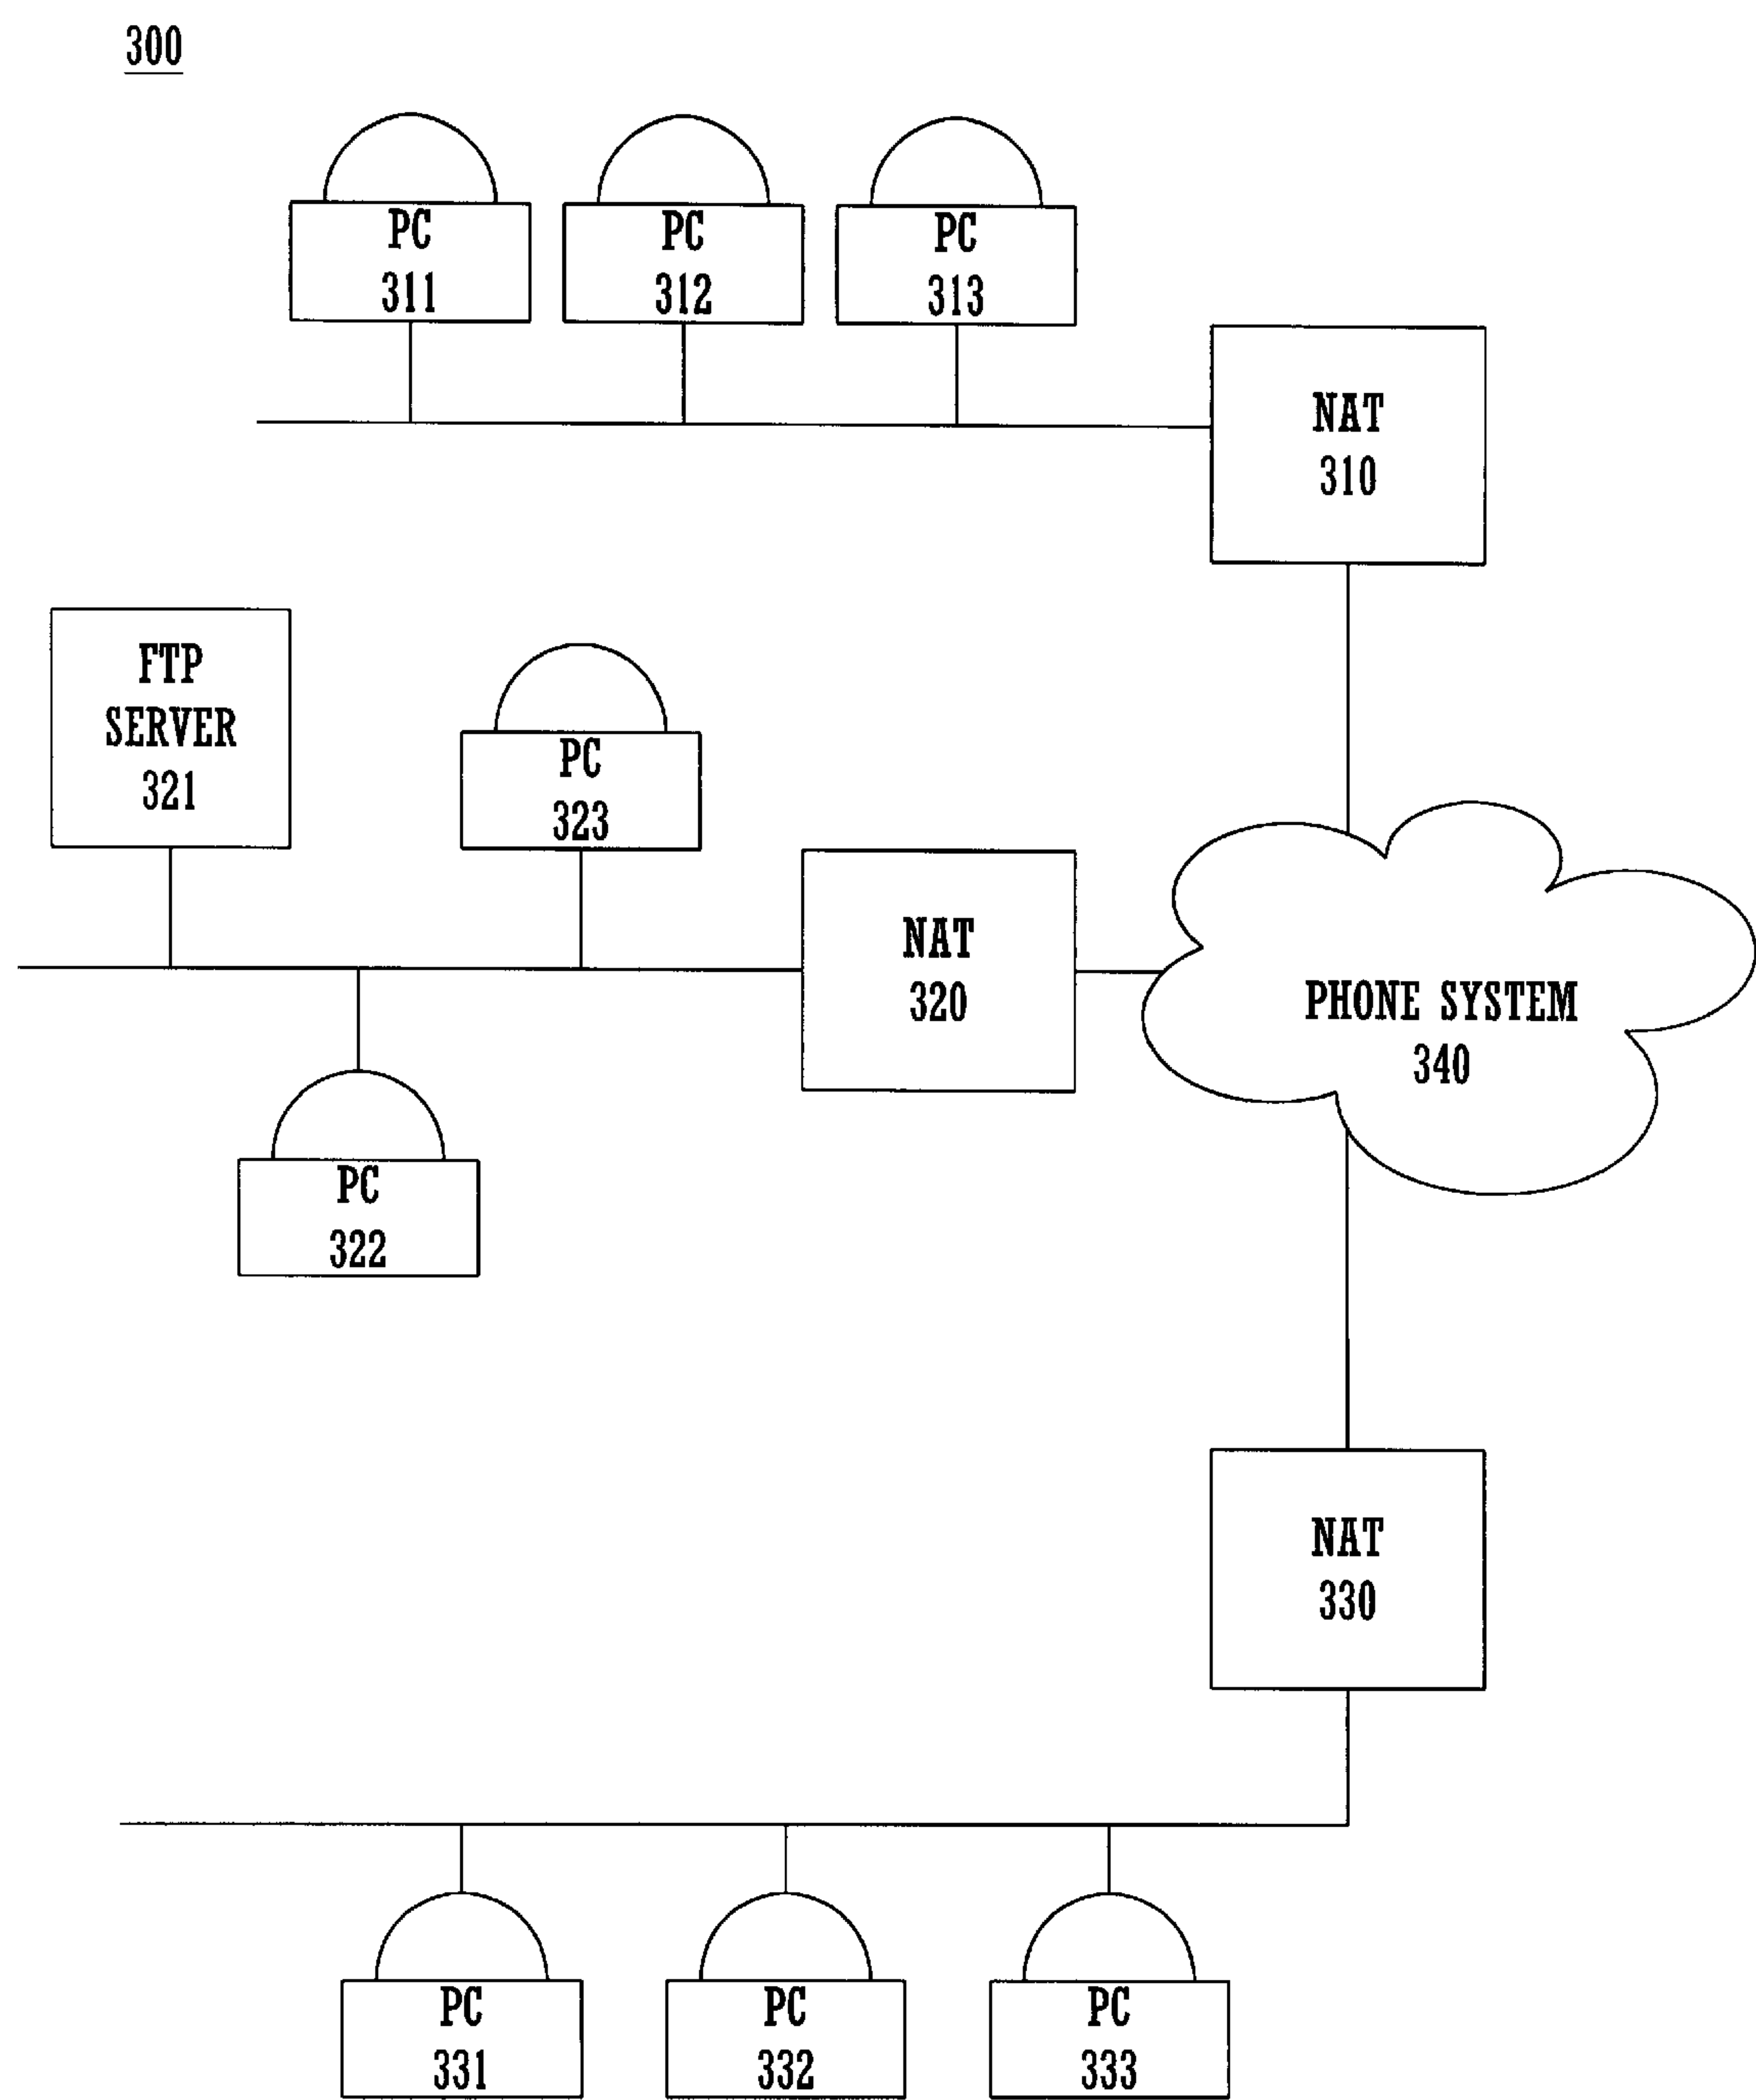 300
PC
311
PC
312
PC
313
NAT
310
FTP
SERVER
321
PC
323
NAT
320
PHONE SYSTEM
340
PC
322
NAT
330
PC
331
PC
332
PC
333